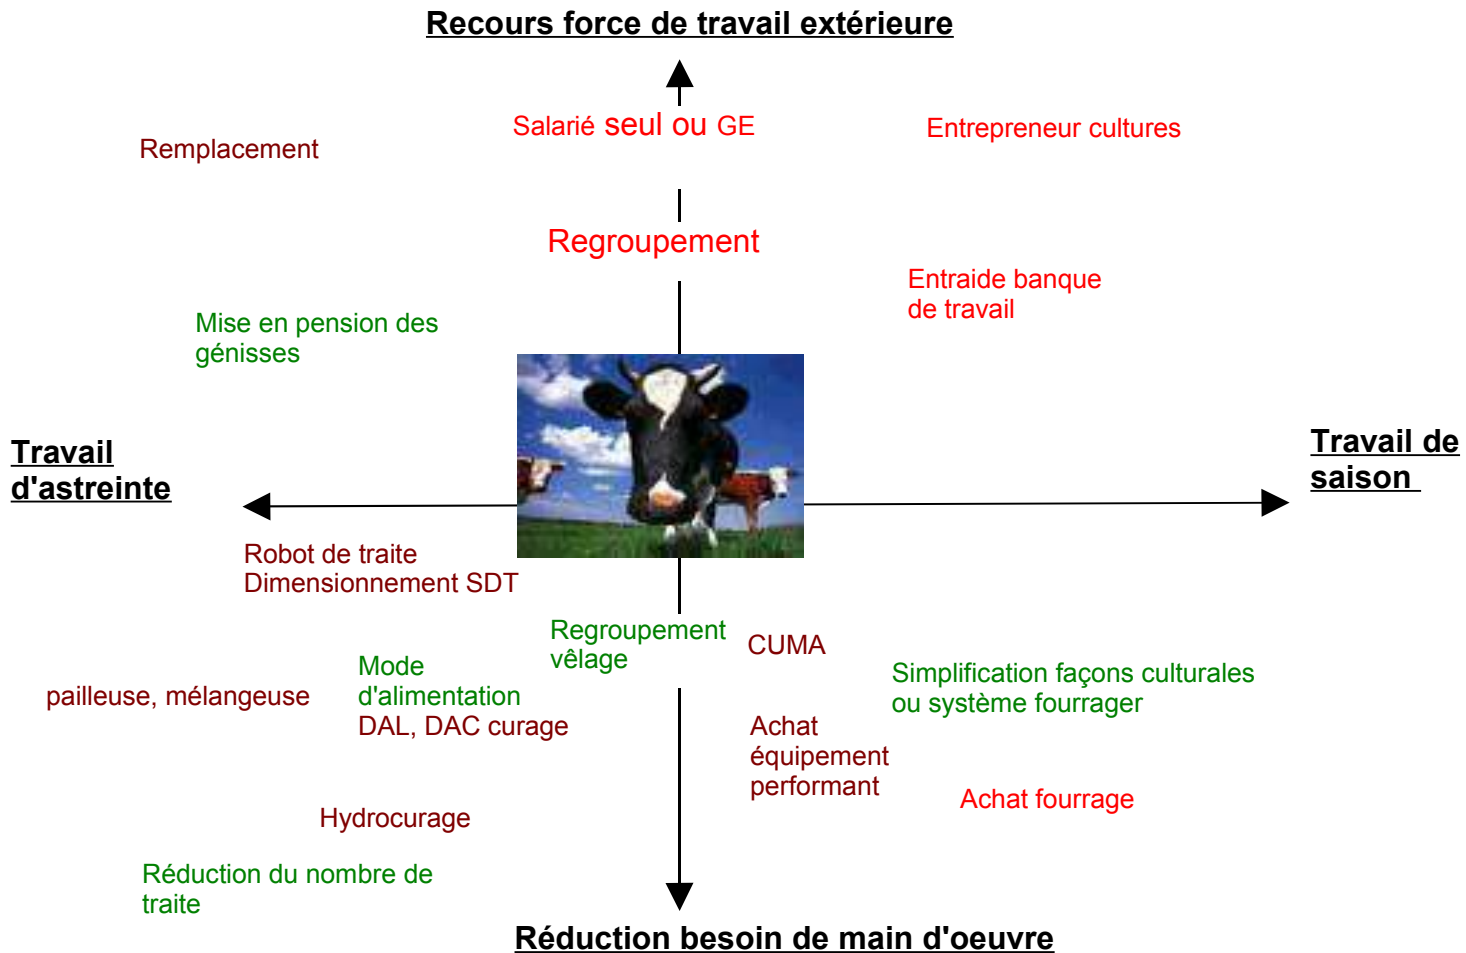 Recours force de travail extérieure
Salarié seul ou GE
Entrepreneur cultures
Remplacement
Regroupement
Entraide banque
de travail
Mise en pension des
génisses
Travail
d'astreinte
Travail de
saison
Robot de traite
Dimensionnement SDT
Regroupement
vêlage
CUMA
Mode
d'alimentation
DAL, DAC curage
pailleuse, mélangeuse
Simplification façons culturales
ou système fourrager
Achat
équipement
performant
Achat fourrage
Hydrocurage
Réduction du nombre de
traite
Réduction besoin de main d'oeuvre